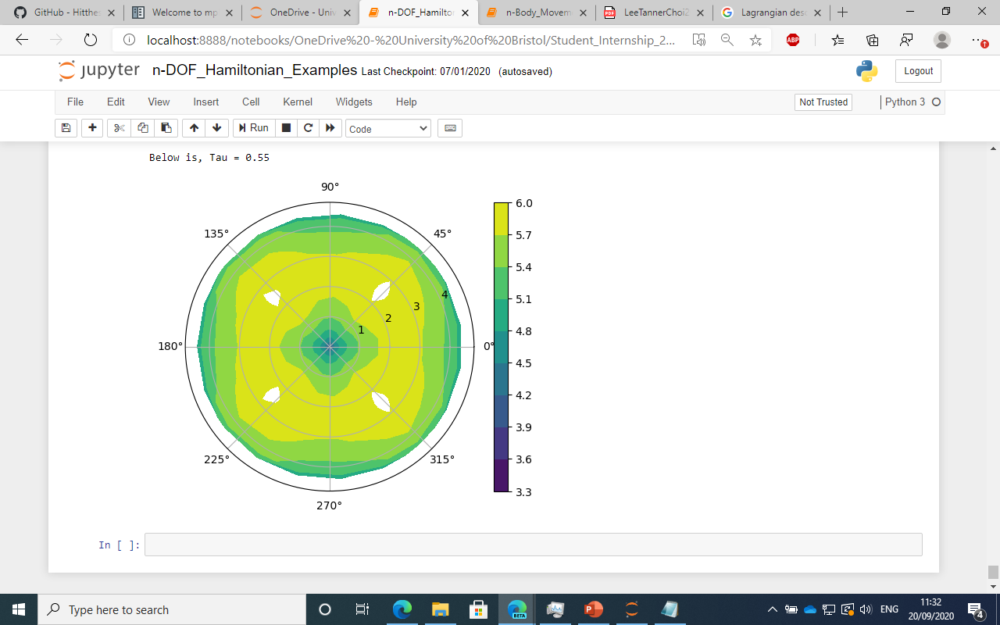 GitHub - Hitthes
Welcome to mp
OneDrive - Univ
n-DOF_Hamilto
n-Body_Movem
PDF
LeeTannerChoi2
Lagrangian des
localhost:8888/notebooks/OneDrive%20-%20University%20of%20Bristol/Student_Internship_2...
ABP
jupyter n-DOF_Hamiltonian_Examples Last Checkpoint: 07/01/2020 (autosaved)
Logout
File Edit View Insert Cell Kernel Widgets Help
Not Trusted
Python 3
Run
Code
Below is, Tau = 0.55
90°
135°
45°
180°
0°
225°
315°
270°
1
2
3
4
6.0
5.7
5.4
5.1
4.8
4.5
4.2
3.9
3.6
3.3
In [ ]:
Type here to search
BETA
P
ENG
11:32
20/09/2020
4